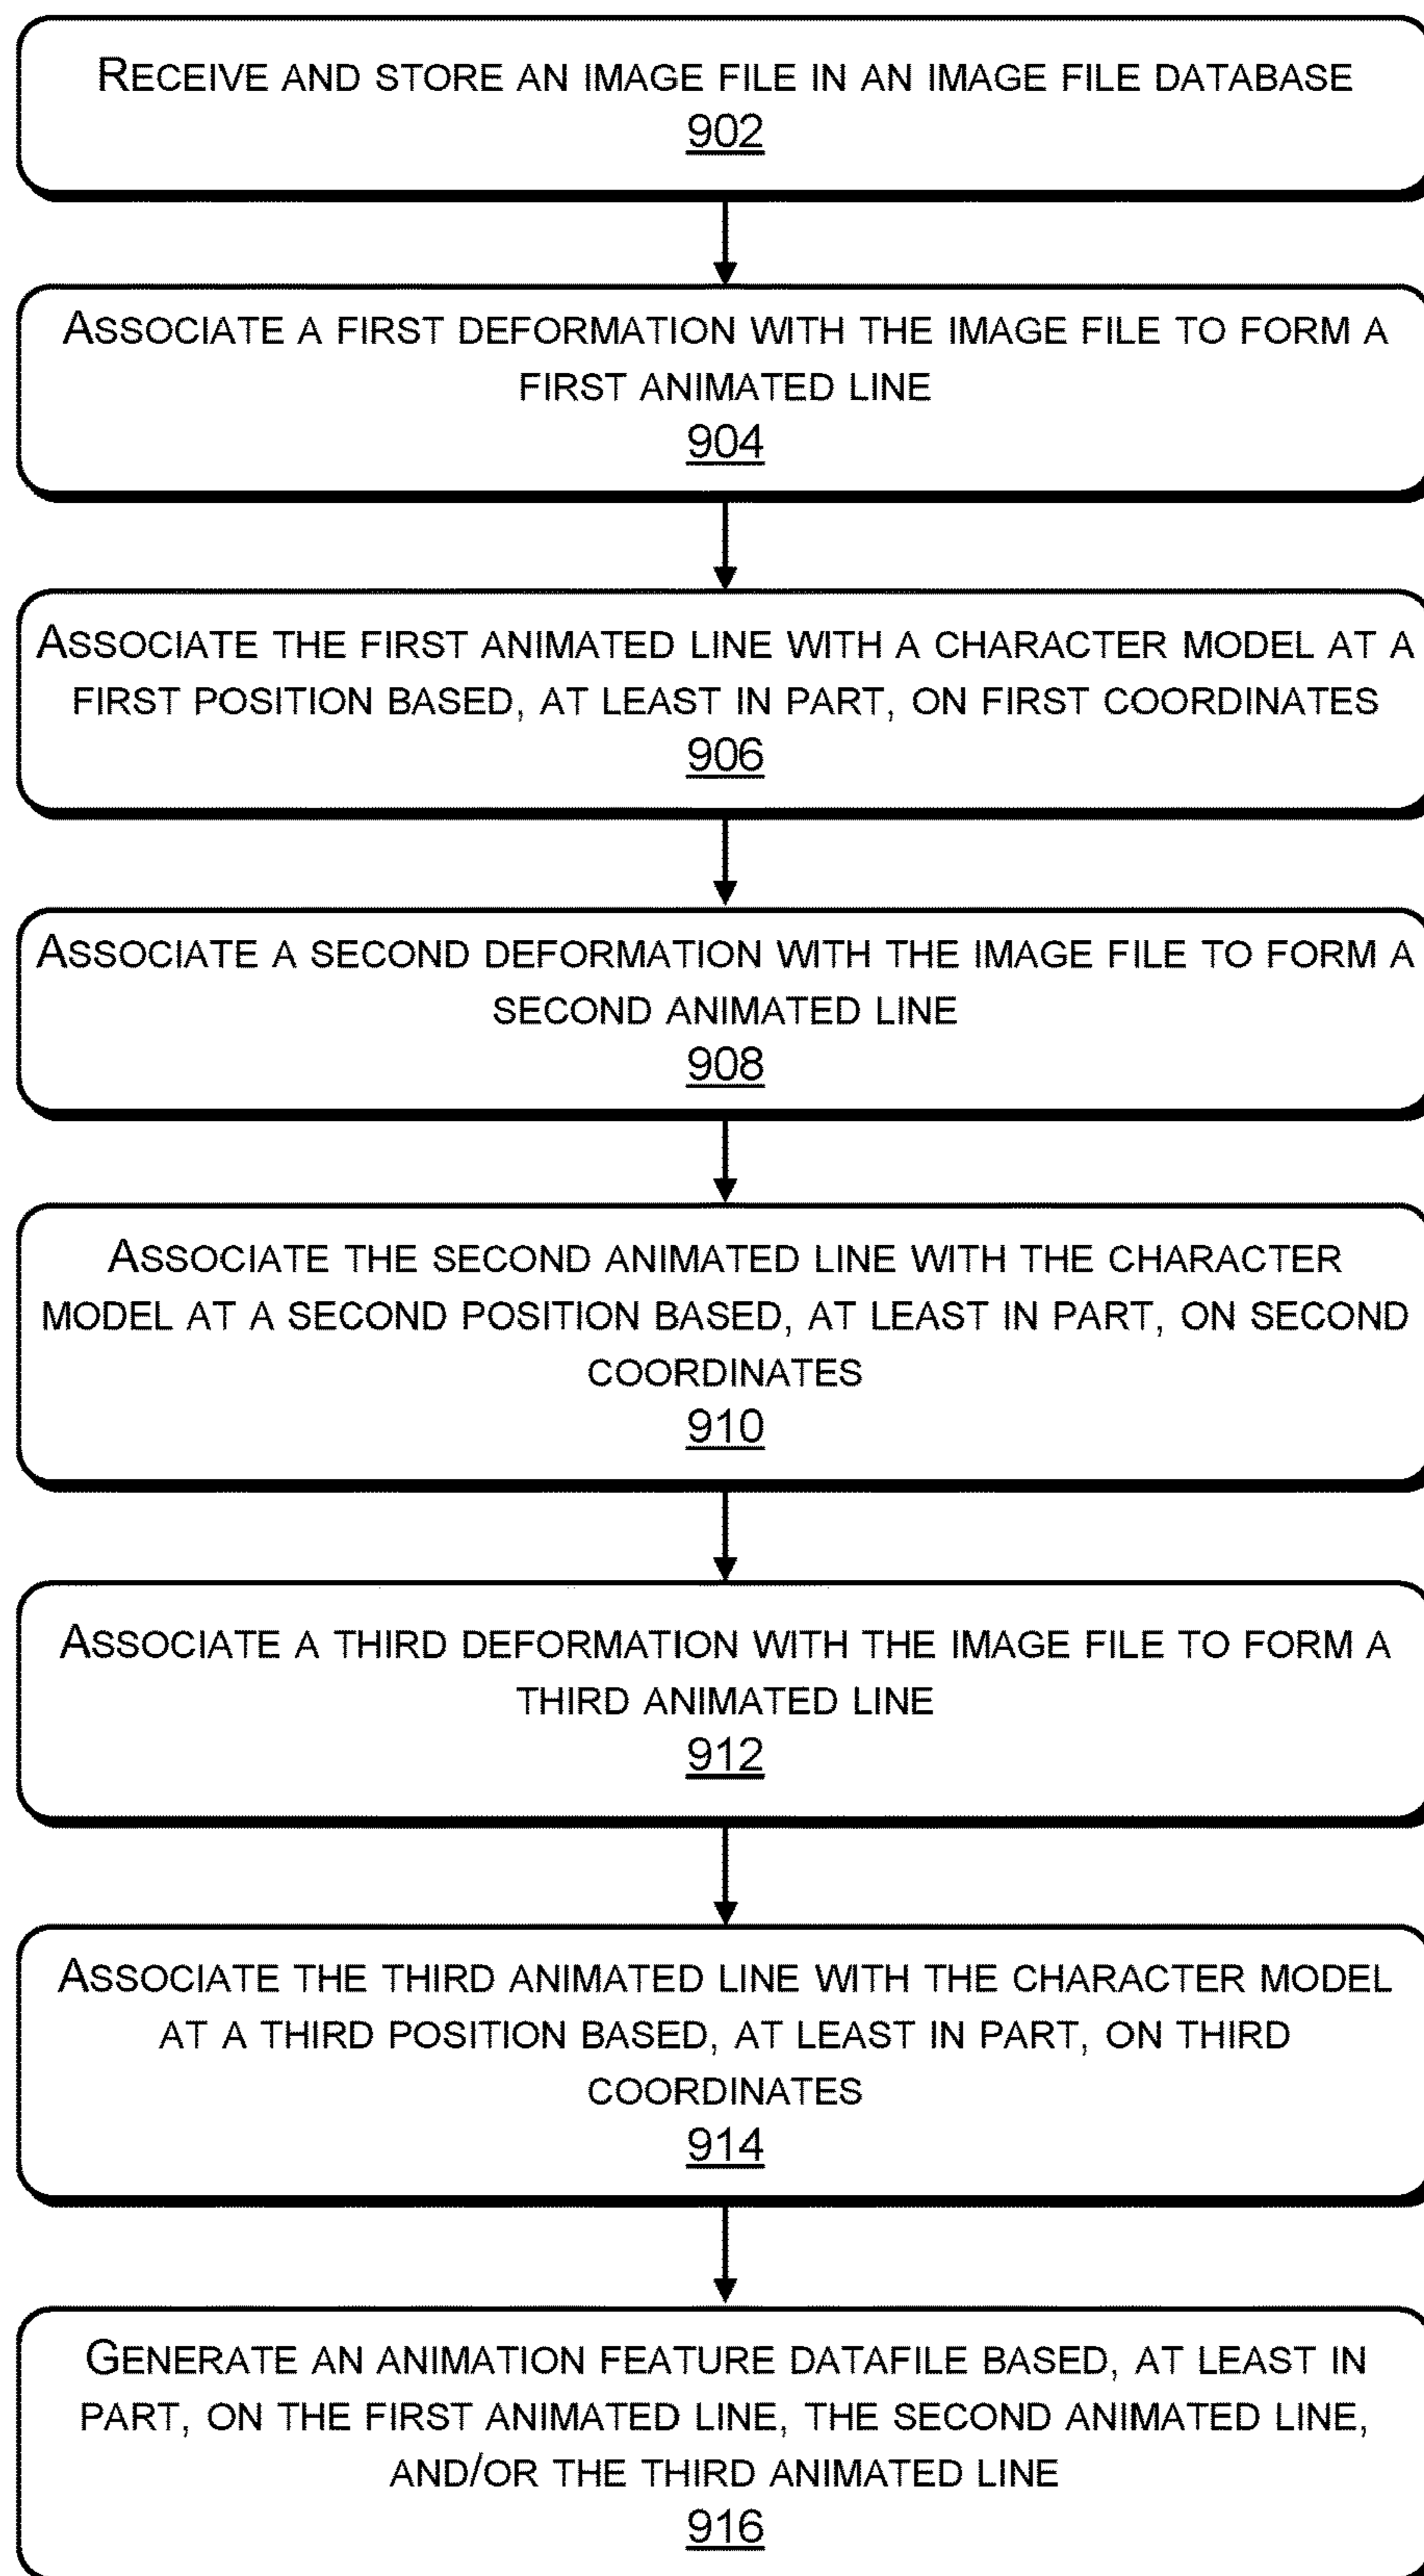 RECEIVE AND STORE AN IMAGE FILE IN AN IMAGE FILE DATABASE
902
ASSOCIATE A FIRST DEFORMATION WITH THE IMAGE FILE TO FORM A
FIRST ANIMATED LINE
904
ASSOCIATE THE FIRST ANIMATED LINE WITH A CHARACTER MODEL AT A
FIRST POSITION BASED, AT LEAST IN PART, ON FIRST COORDINATES
906
ASSOCIATE A SECOND DEFORMATION WITH THE IMAGE FILE TO FORM A
SECOND ANIMATED LINE
908
ASSOCIATE THE SECOND ANIMATED LINE WITH THE CHARACTER
MODEL AT A SECOND POSITION BASED, AT LEAST IN PART, ON SECOND
COORDINATES
910
ASSOCIATE A THIRD DEFORMATION WITH THE IMAGE FILE TO FORM A
THIRD ANIMATED LINE
912
ASSOCIATE THE THIRD ANIMATED LINE WITH THE CHARACTER MODEL
AT A THIRD POSITION BASED, AT LEAST IN PART, ON THIRD
COORDINATES
914
GENERATE AN ANIMATION FEATURE DATAFILE BASED, AT LEAST IN
PART, ON THE FIRST ANIMATED LINE, THE SECOND ANIMATED LINE,
AND/OR THE THIRD ANIMATED LINE
916